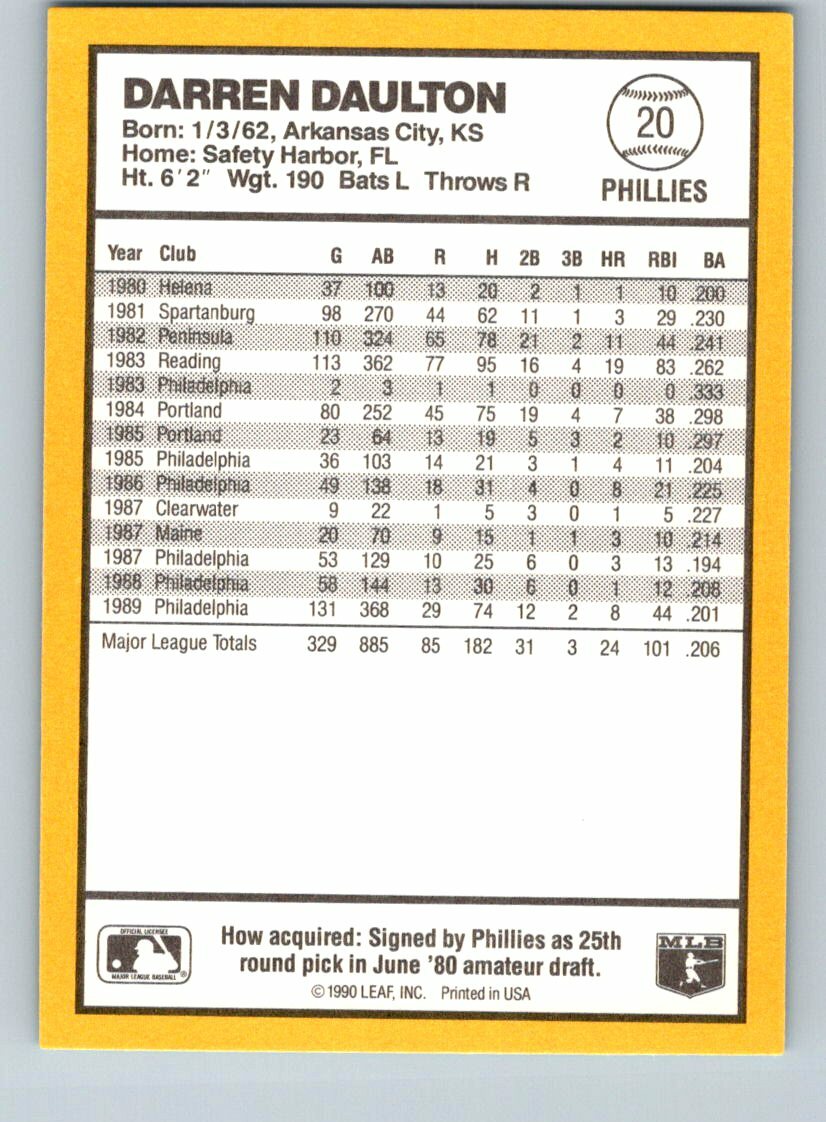 DARREN DAULTON
Born: 1/3/62, Arkansas City, KS
Home: Safety Harbor, FL
Ht. 6'2" Wgt. 190 Bats L Throws R
20
PHILLIES
Year Club G AB R H 2B 3B HR RBI BA
1980 Helena 37 100 13 20 2 1 1 10 .200
1981 Spartanburg 98 270 44 62 11 1 3 29 .230
1982 Peninsula 110 324 65 78 21 2 11 44 .241
1983 Reading 113 362 77 95 16 4 19 83 .262
1983 Philadelphia 2 3 1 1 0 0 0 0 .333
1984 Portland 80 252 45 75 19 4 7 38 .298
1985 Portland 23 64 13 19 5 3 2 10 .297
1985 Philadelphia 36 103 14 21 3 1 4 11 .204
1986 Philadelphia 49 138 18 31 4 0 8 21 .225
1987 Clearwater 9 22 1 5 3 0 1 5 .227
1987 Maine 20 70 9 15 1 1 3 10 .214
1987 Philadelphia 53 129 10 25 6 0 3 13 .194
1988 Philadelphia 58 144 13 30 6 0 1 12 .208
1989 Philadelphia 131 368 29 74 12 2 8 44 .201
Major League Totals 329 885 85 182 31 3 24 101 .206
OFFICIAL LICENSEE
MAJOR LEAGUE BASEBALL ®
How acquired: Signed by Phillies as 25th
round pick in June '80 amateur draft.
© 1990 LEAF, INC. Printed in USA
MLB